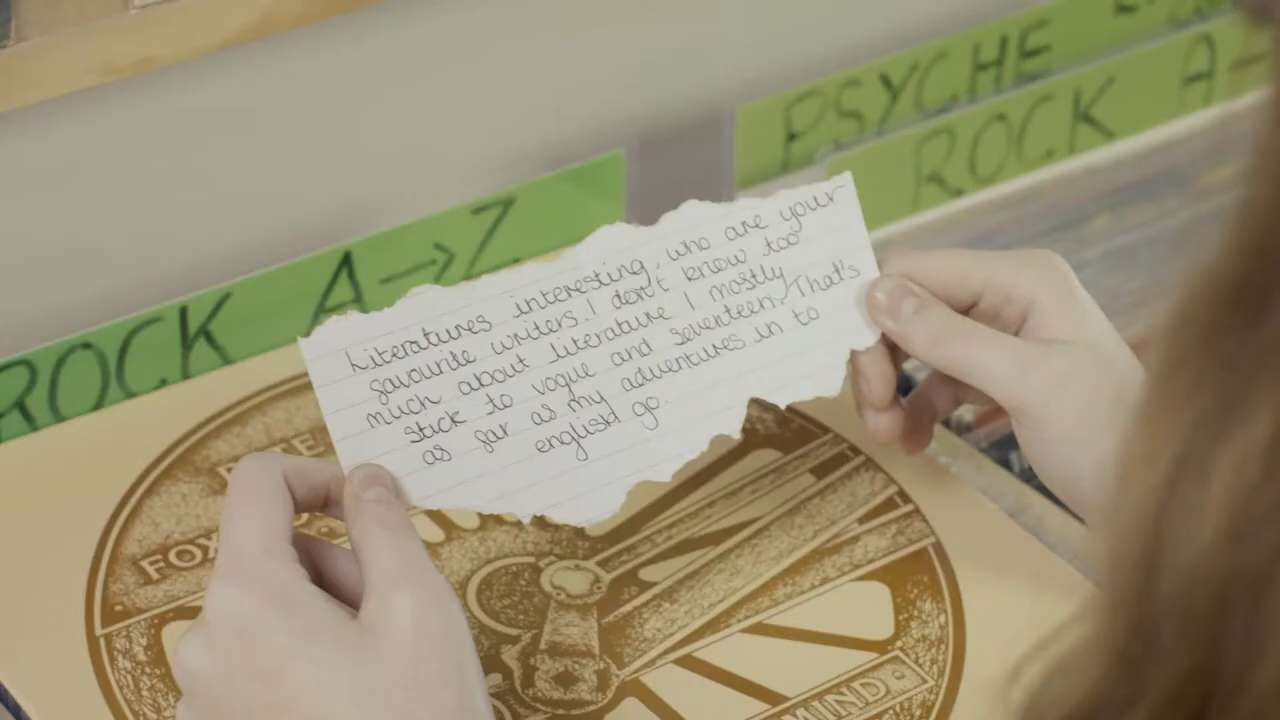 PSYCHE
ROCK A-
ROCK A→Z
Literatures interesting, who are your
favourite writers. I don't know too
much about literature I mostly
stick to vogue and seventeen. That's
as far as my adventures in to
english go.
FOX
MIND